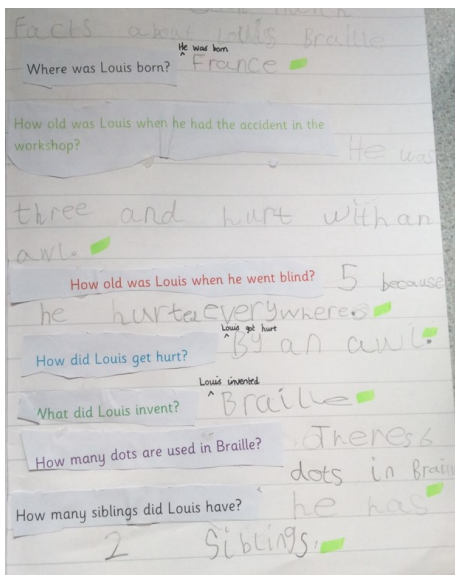 Facts about Louis Braille
He was born
Where was Louis born? ^ France
How old was Louis when he had the accident in the
workshop?
He was
three and hurt with an
awl.
How old was Louis when he went blind? 5 because
he hurt everywhere
Louis got hurt
How did Louis get hurt? ^ By an awl.
Louis invented
What did Louis invent? ^ Braille
How many dots are used in Braille? Theres 6
dots in Brail
How many siblings did Louis have? he has
2 Siblings.